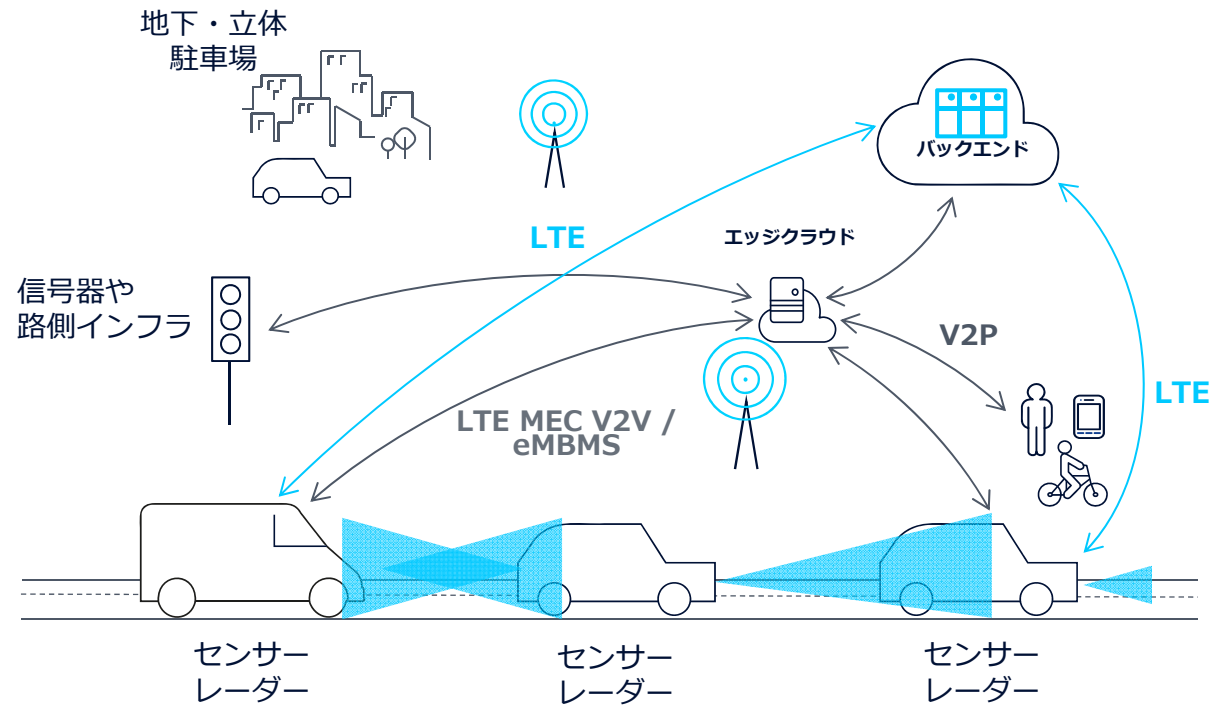 地下・立体
駐車場
バックエンド
LTE
エッジクラウド
信号器や
路側インフラ
V2P
LTE
LTE MEC V2V /
eMBMS
センサー
レーダー
センサー
レーダー
センサー
レーダー